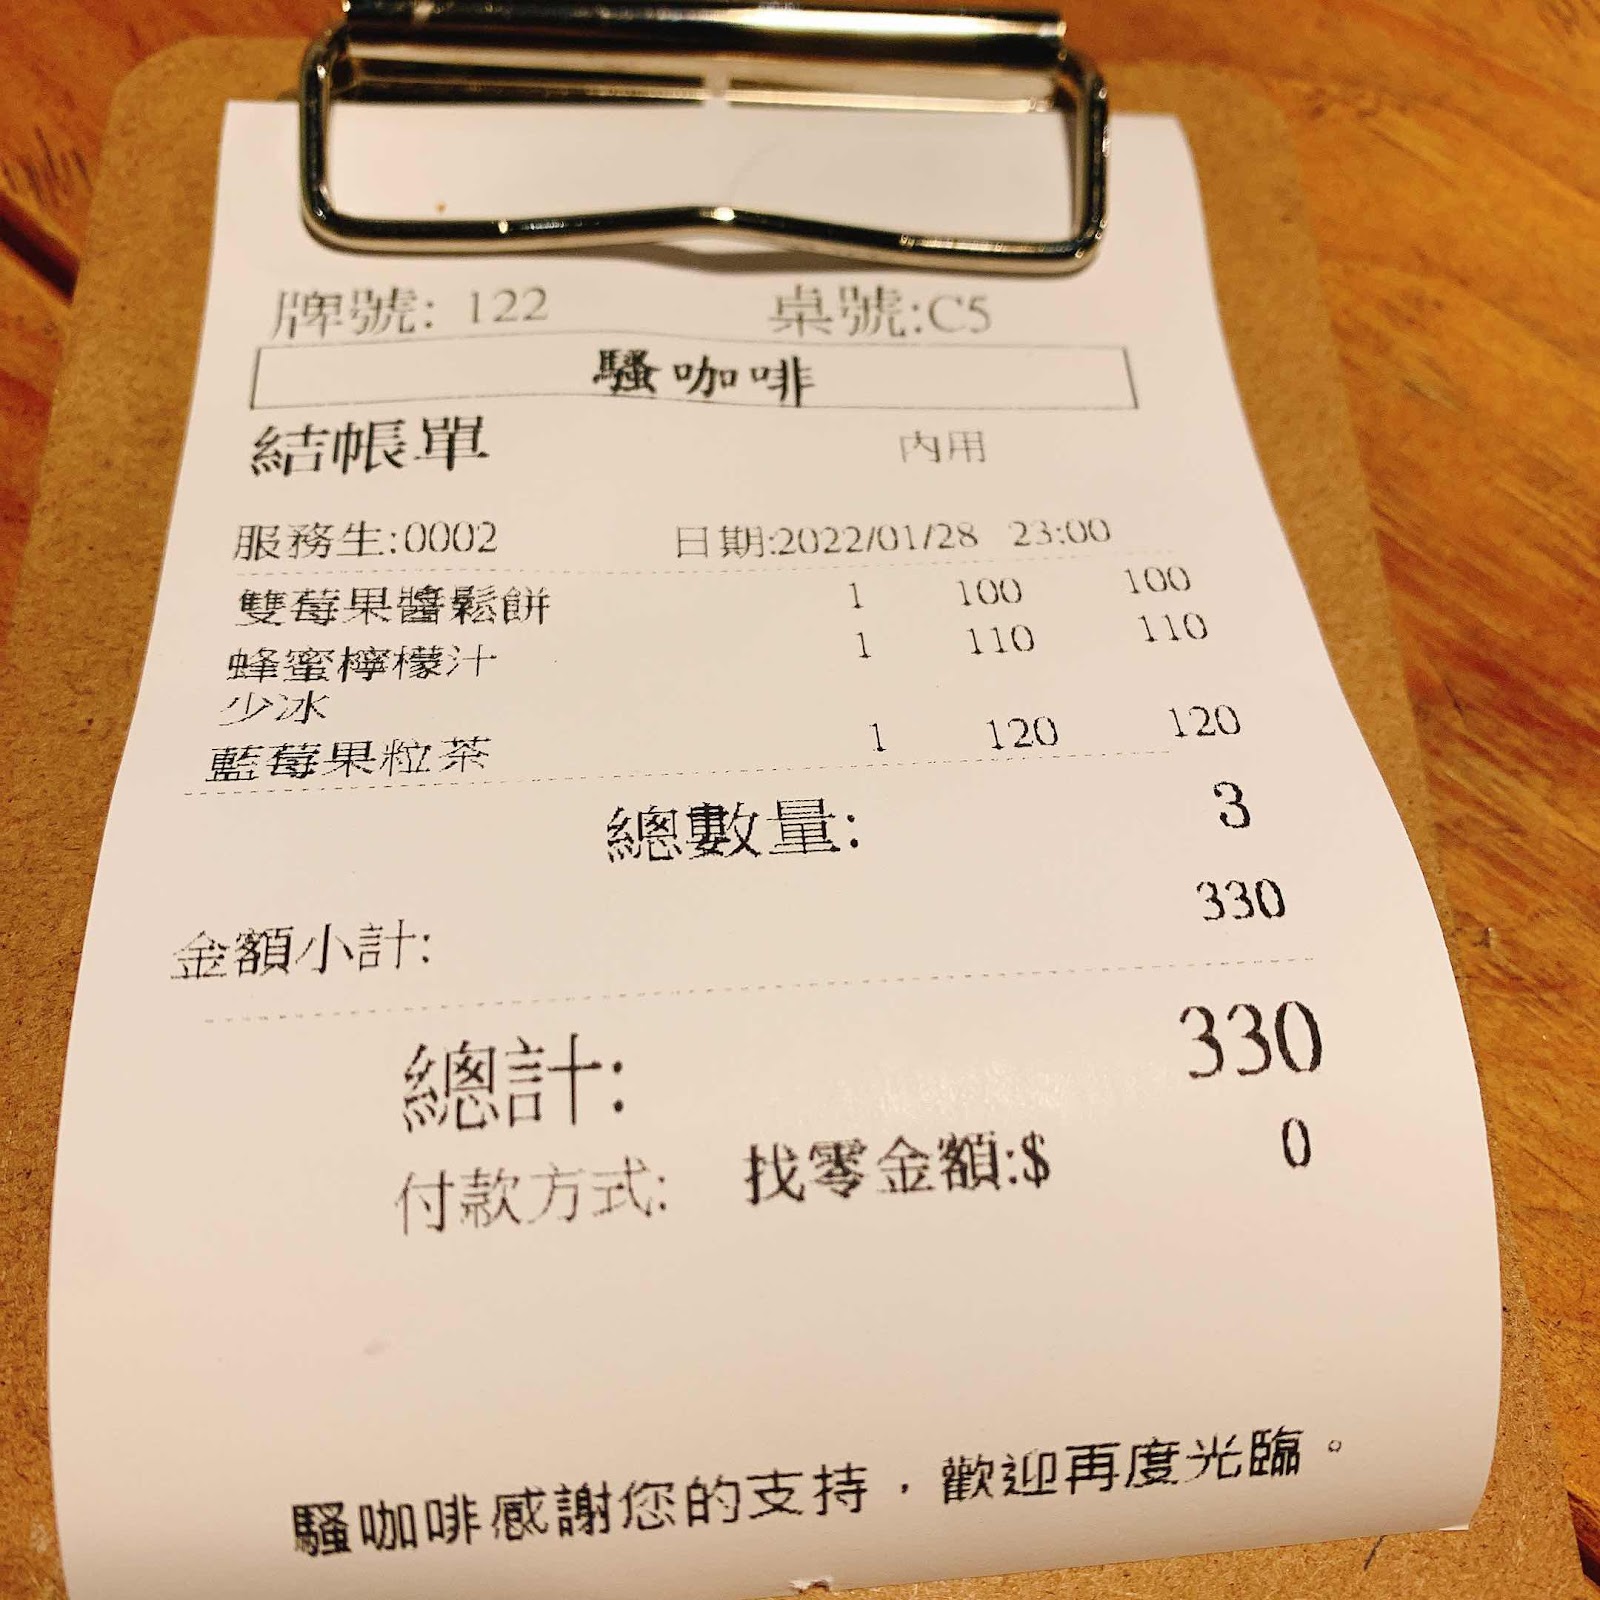 牌號: 122 桌號:C5
騷咖啡
結帳單 內用
服務生:0002 日期:2022/01/28 23:00
雙莓果醬鬆餅 1 100 100
蜂蜜檸檬汁 1 110 110
少冰
藍莓果粒茶 1 120 120
總數量: 3
金額小計: 330
總計: 330
付款方式: 找零金額:$ 0
騷咖啡感謝您的支持，歡迎再度光臨。